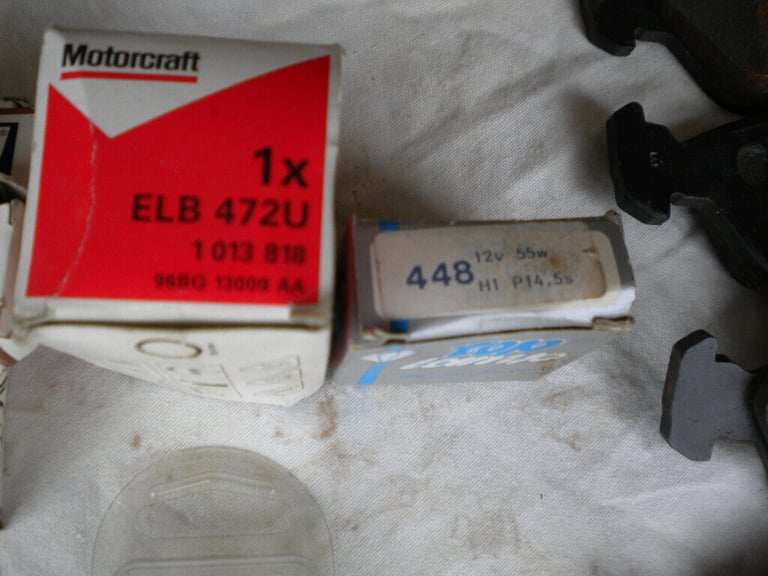 Motorcraft
1x
ELB 472U
1 013 818
96BG 13009 AA
448
12v 55w
H1 P14,5s